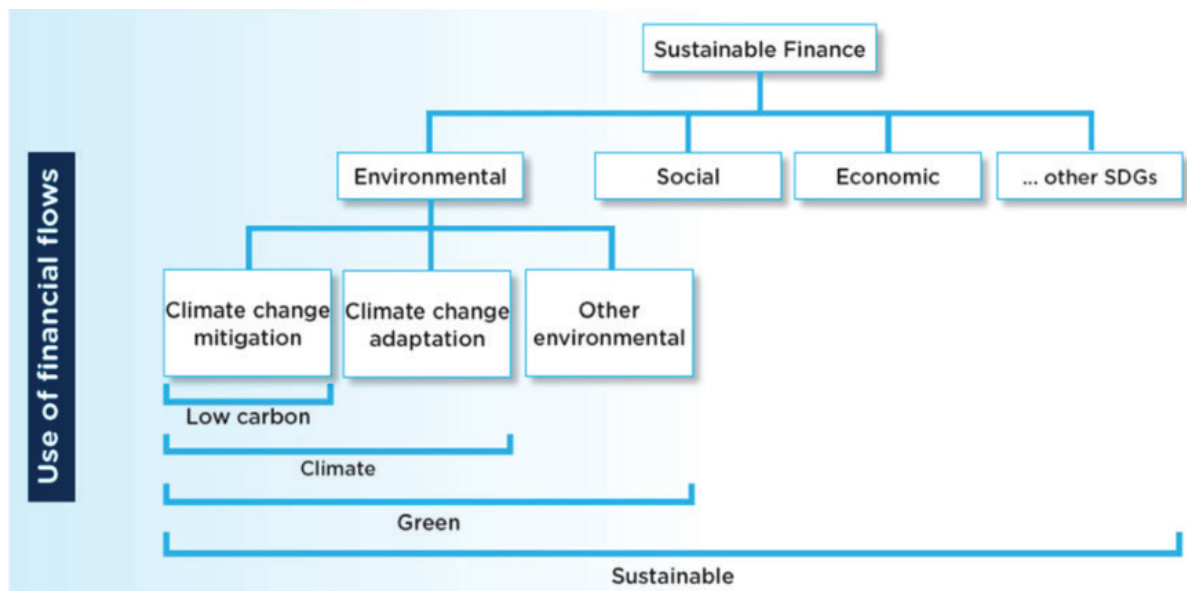 Use of financial flows
Sustainable Finance
Environmental
Social
Economic
... other SDGs
Climate change
mitigation
Climate change
adaptation
Other
environmental
Low carbon
Climate
Green
Sustainable